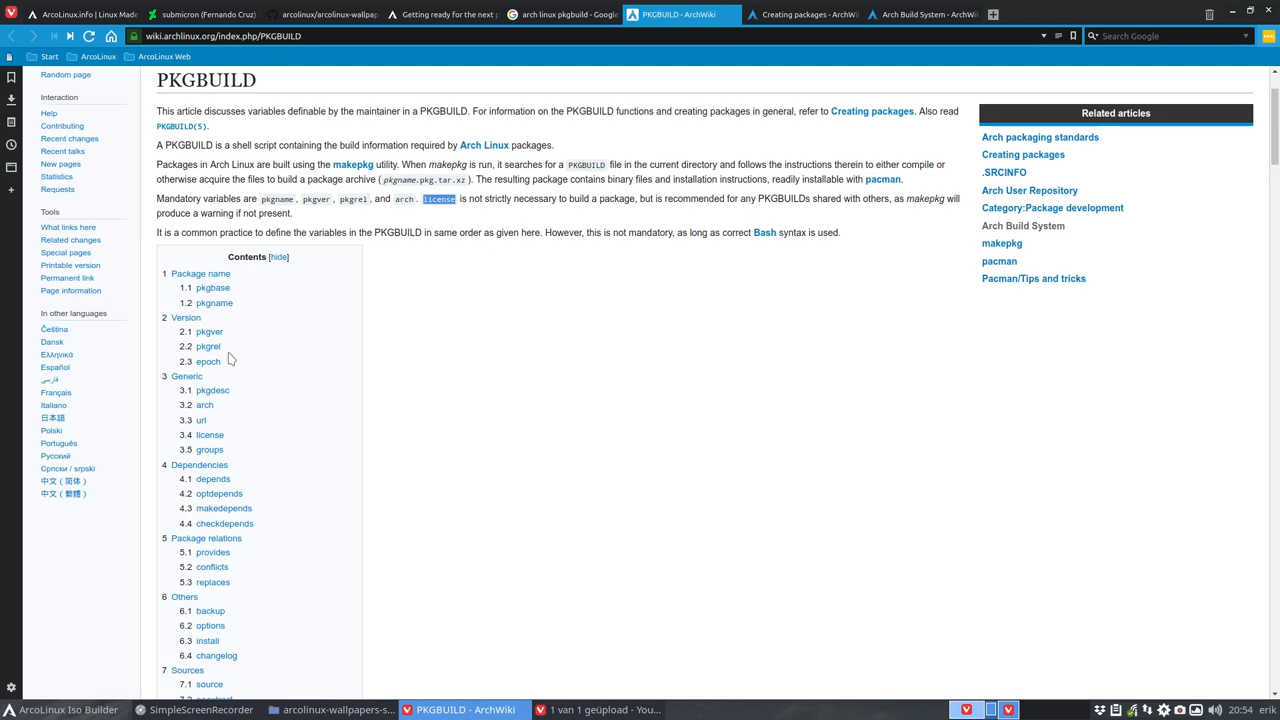 ArcoLinux.info | Linux Made
submicron (Fernando Cruz)
arcolinux/arcolinux-wallpap
Getting ready for the next
arch linux pkgbuild - Google
PKGBUILD - ArchWiki
Creating packages - ArchWi
Arch Build System - ArchWi
wiki.archlinux.org/index.php/PKGBUILD
Search Google
Start
ArcoLinux
ArcoLinux Web
Random page
Interaction
Help
Contributing
Recent changes
Recent talks
New pages
Statistics
Requests
Tools
What links here
Related changes
Special pages
Printable version
Permanent link
Page information
In other languages
Čeština
Dansk
Ελληνικά
Español
فارسی
Français
Italiano
日本語
Polski
Português
Русский
Српски / srpski
中文（简体）
中文（繁體）
PKGBUILD
This article discusses variables definable by the maintainer in a PKGBUILD. For information on the PKGBUILD functions and creating packages in general, refer to Creating packages. Also read
PKGBUILD(5).
A PKGBUILD is a shell script containing the build information required by Arch Linux packages.
Packages in Arch Linux are built using the makepkg utility. When makepkg is run, it searches for a PKGBUILD file in the current directory and follows the instructions therein to either compile or
otherwise acquire the files to build a package archive (pkgname.pkg.tar.xz). The resulting package contains binary files and installation instructions, readily installable with pacman.
Mandatory variables are pkgname, pkgver, pkgrel, and arch. license is not strictly necessary to build a package, but is recommended for any PKGBUILDs shared with others, as makepkg will
produce a warning if not present.
It is a common practice to define the variables in the PKGBUILD in same order as given here. However, this is not mandatory, as long as correct Bash syntax is used.
Contents [hide]
1 Package name
1.1 pkgbase
1.2 pkgname
2 Version
2.1 pkgver
2.2 pkgrel
2.3 epoch
3 Generic
3.1 pkgdesc
3.2 arch
3.3 url
3.4 license
3.5 groups
4 Dependencies
4.1 depends
4.2 optdepends
4.3 makedepends
4.4 checkdepends
5 Package relations
5.1 provides
5.2 conflicts
5.3 replaces
6 Others
6.1 backup
6.2 options
6.3 install
6.4 changelog
7 Sources
7.1 source
Related articles
Arch packaging standards
Creating packages
.SRCINFO
Arch User Repository
Category:Package development
Arch Build System
makepkg
pacman
Pacman/Tips and tricks
ArcoLinux Iso Builder
SimpleScreenRecorder
arcolinux-wallpapers-s...
PKGBUILD - ArchWiki
1 van 1 geüpload - You...
20:54 erik